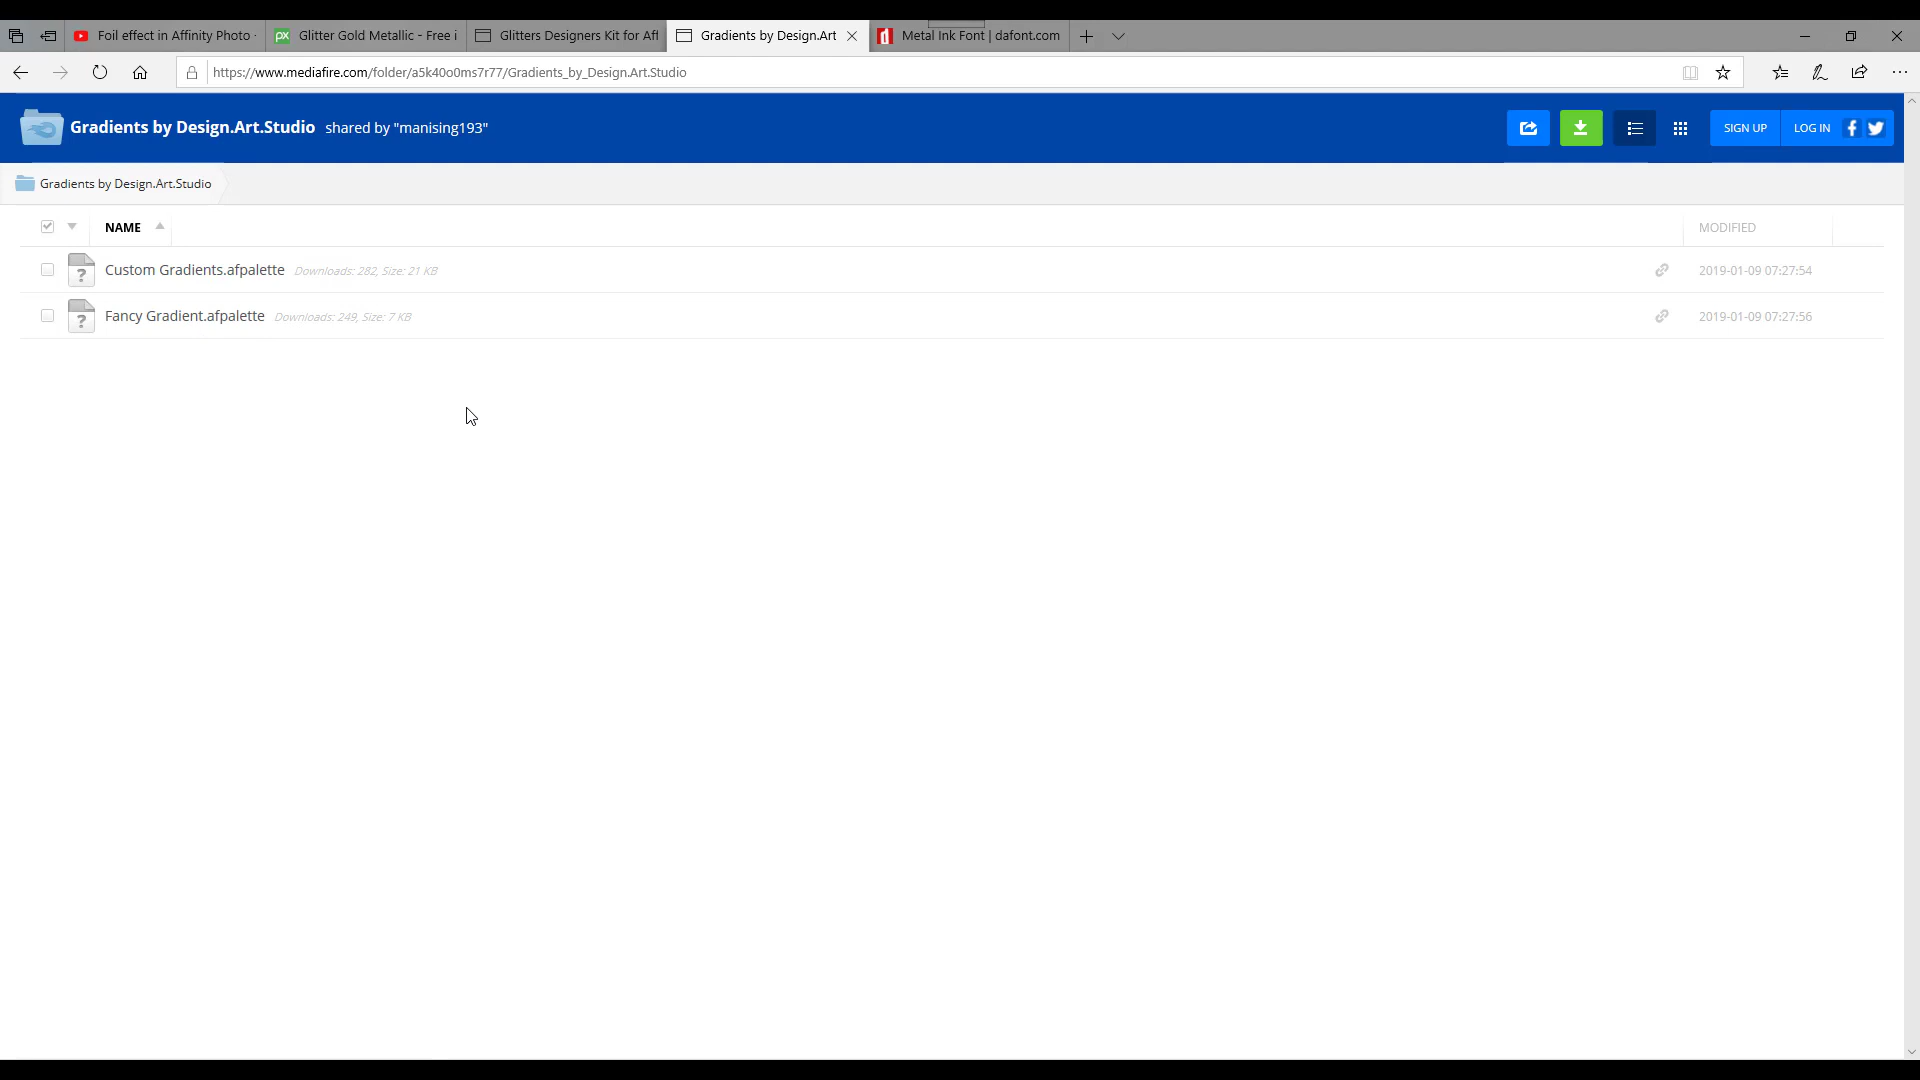 Foil effect in Affinity Photo
Glitter Gold Metallic - Free i
Glitters Designers Kit for Aff
Gradients by Design.Art
Metal Ink Font | dafont.com
https://www.mediafire.com/folder/a5k40o0ms7r77/Gradients_by_Design.Art.Studio
Gradients by Design.Art.Studio shared by "manising193"
SIGN UP
LOG IN
Gradients by Design.Art.Studio
NAME
MODIFIED
Custom Gradients.afpalette Downloads: 282, Size: 21 KB
2019-01-09 07:27:54
Fancy Gradient.afpalette Downloads: 249, Size: 7 KB
2019-01-09 07:27:56